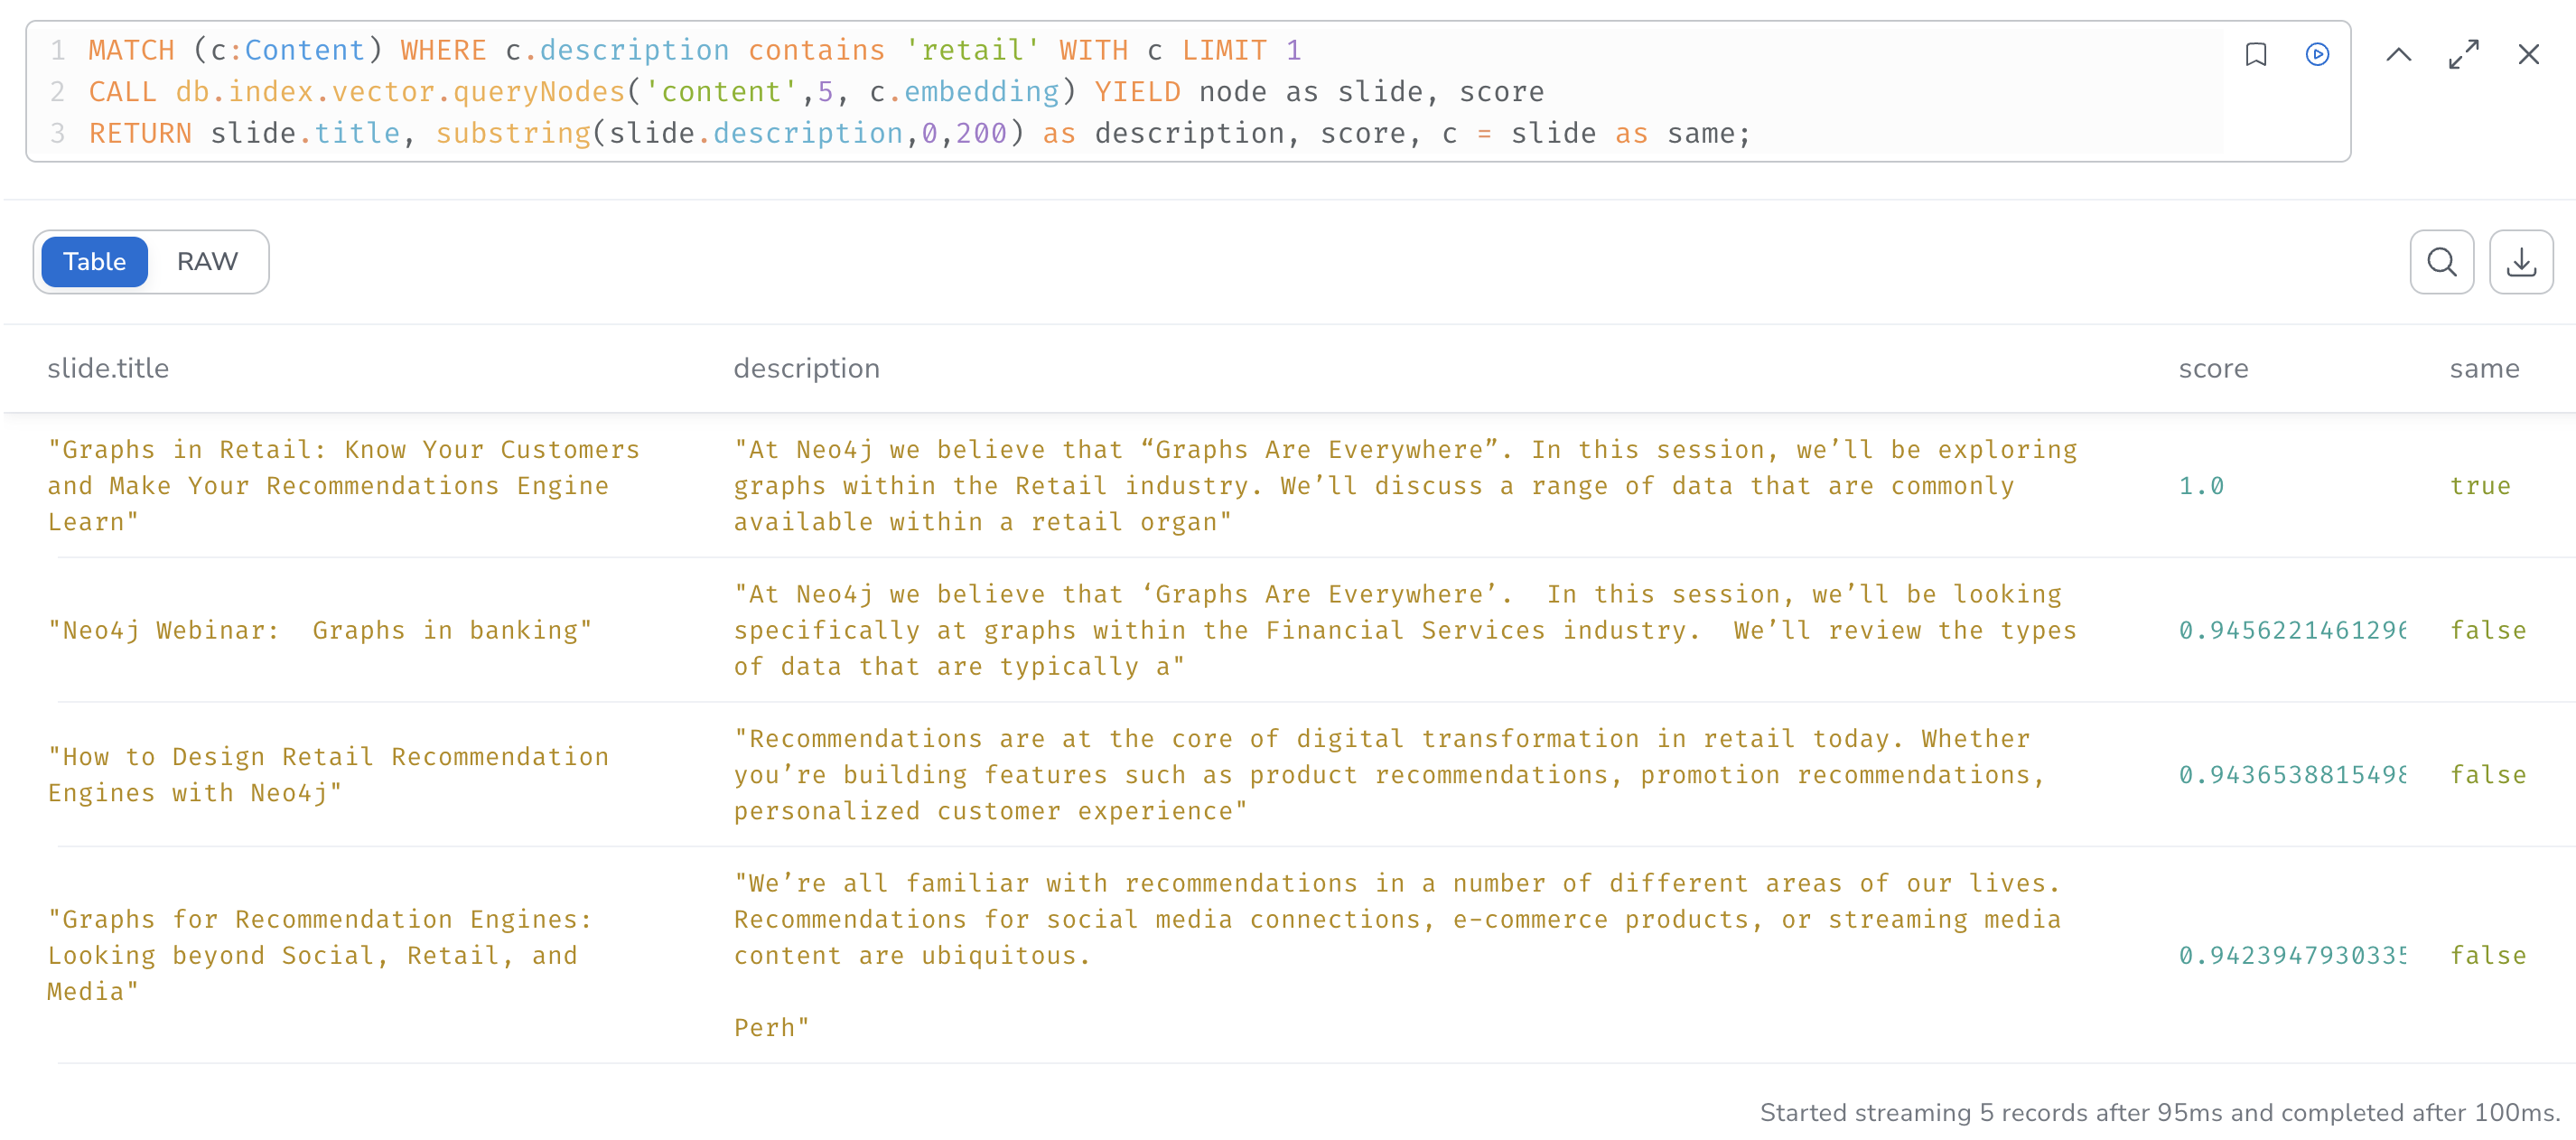 1 MATCH (c:Content) WHERE c.description contains 'retail' WITH c LIMIT 1
2 CALL db.index.vector.queryNodes('content',5, c.embedding) YIELD node as slide, score
3 RETURN slide.title, substring(slide.description,0,200) as description, score, c = slide as same;
Table RAW
slide.title description score same
"Graphs in Retail: Know Your Customers
and Make Your Recommendations Engine
Learn"
"At Neo4j we believe that “Graphs Are Everywhere”. In this session, we’ll be exploring
graphs within the Retail industry. We’ll discuss a range of data that are commonly
available within a retail organ"
1.0
true
"Neo4j Webinar:  Graphs in banking"
"At Neo4j we believe that ‘Graphs Are Everywhere’.  In this session, we’ll be looking
specifically at graphs within the Financial Services industry.  We’ll review the types
of data that are typically a"
0.9456221461296
false
"How to Design Retail Recommendation
Engines with Neo4j"
"Recommendations are at the core of digital transformation in retail today. Whether
you’re building features such as product recommendations, promotion recommendations,
personalized customer experience"
0.9436538815498
false
"Graphs for Recommendation Engines:
Looking beyond Social, Retail, and
Media"
"We’re all familiar with recommendations in a number of different areas of our lives.
Recommendations for social media connections, e-commerce products, or streaming media
content are ubiquitous.
Perh"
0.9423947930335
false
Started streaming 5 records after 95ms and completed after 100ms.